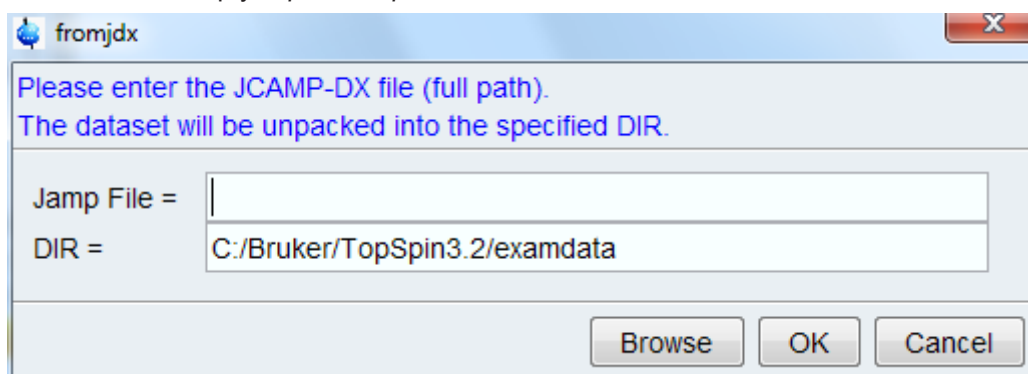 fromjdx
Please enter the JCAMP-DX file (full path).
The dataset will be unpacked into the specified DIR.
Jamp File =
DIR = C:/Bruker/TopSpin3.2/examdata
Browse OK Cancel